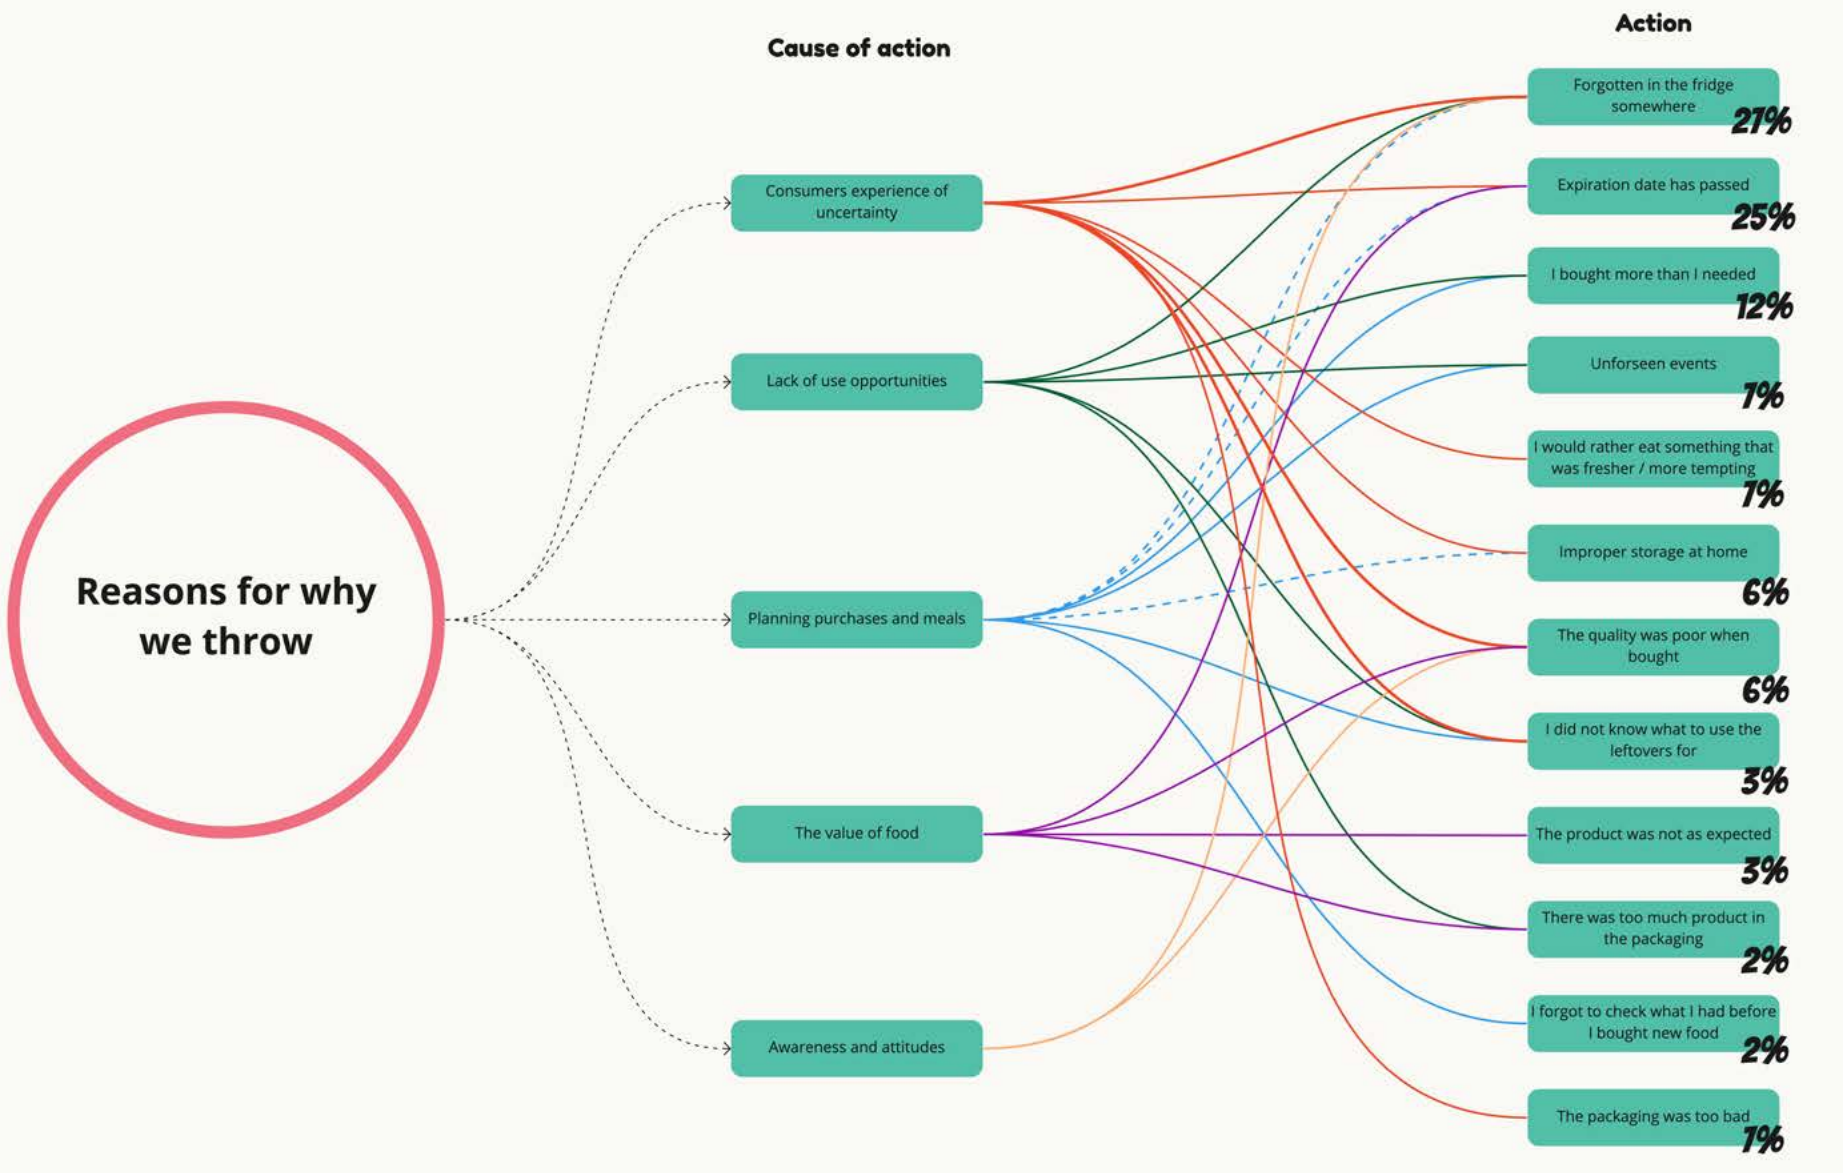 Reasons for why
we throw
Cause of action
Consumers experience of
uncertainty
Lack of use opportunities
Planning purchases and meals
The value of food
Awareness and attitudes
Action
Forgotten in the fridge
somewhere
27%
Expiration date has passed
25%
I bought more than I needed
12%
Unforseen events
7%
I would rather eat something that
was fresher / more tempting
7%
Improper storage at home
6%
The quality was poor when
bought
6%
I did not know what to use the
leftovers for
3%
The product was not as expected
3%
There was too much product in
the packaging
2%
I forgot to check what I had before
I bought new food
2%
The packaging was too bad
1%